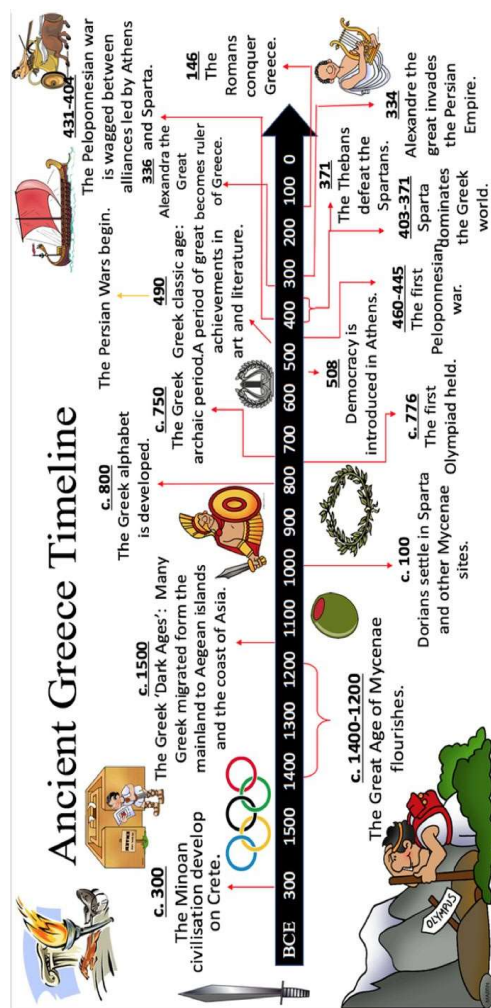 Ancient Greece Timeline
c. 300
The Minoan
civilisation develop
on Crete.
c. 1500
The Greek 'Dark Ages': Many
Greek migrated form the
mainland to Aegean islands
and the coast of Asia.
c. 800
The Greek alphabet
is developed.
c. 750
The Greek
archaic period.
The Persian Wars begin.
490
Greek classic age:
A period of great
achievements in
art and literature.
431-404
The Peloponnesian war
is wagged between
alliances led by Athens
and Sparta.
336
Alexandra the
Great
becomes ruler
of Greece.
146
The
Romans
conquer
Greece.
BCE 300 1500 1400 1300 1200 1100 1000 900 800 700 600 500 400 300 200 100 0
c. 1400-1200
The Great Age of Mycenae
flourishes.
c. 100
Dorians settle in Sparta
and other Mycenae
sites.
c. 776
The first
Olympiad held.
508
Democracy is
introduced in Athens.
460-445
The first
Peloponnesian
war.
403-371
Sparta
dominates
the Greek
world.
371
The Thebans
defeat the
Spartans.
334
Alexandre the
great invades
the Persian
Empire.
OLYMPUS